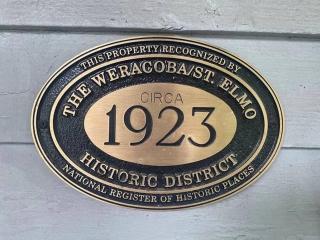 THIS PROPERTY RECOGNIZED BY
THE WERACOBA/ST. ELMO
CIRCA
1923
HISTORIC DISTRICT
NATIONAL REGISTER OF HISTORIC PLACES